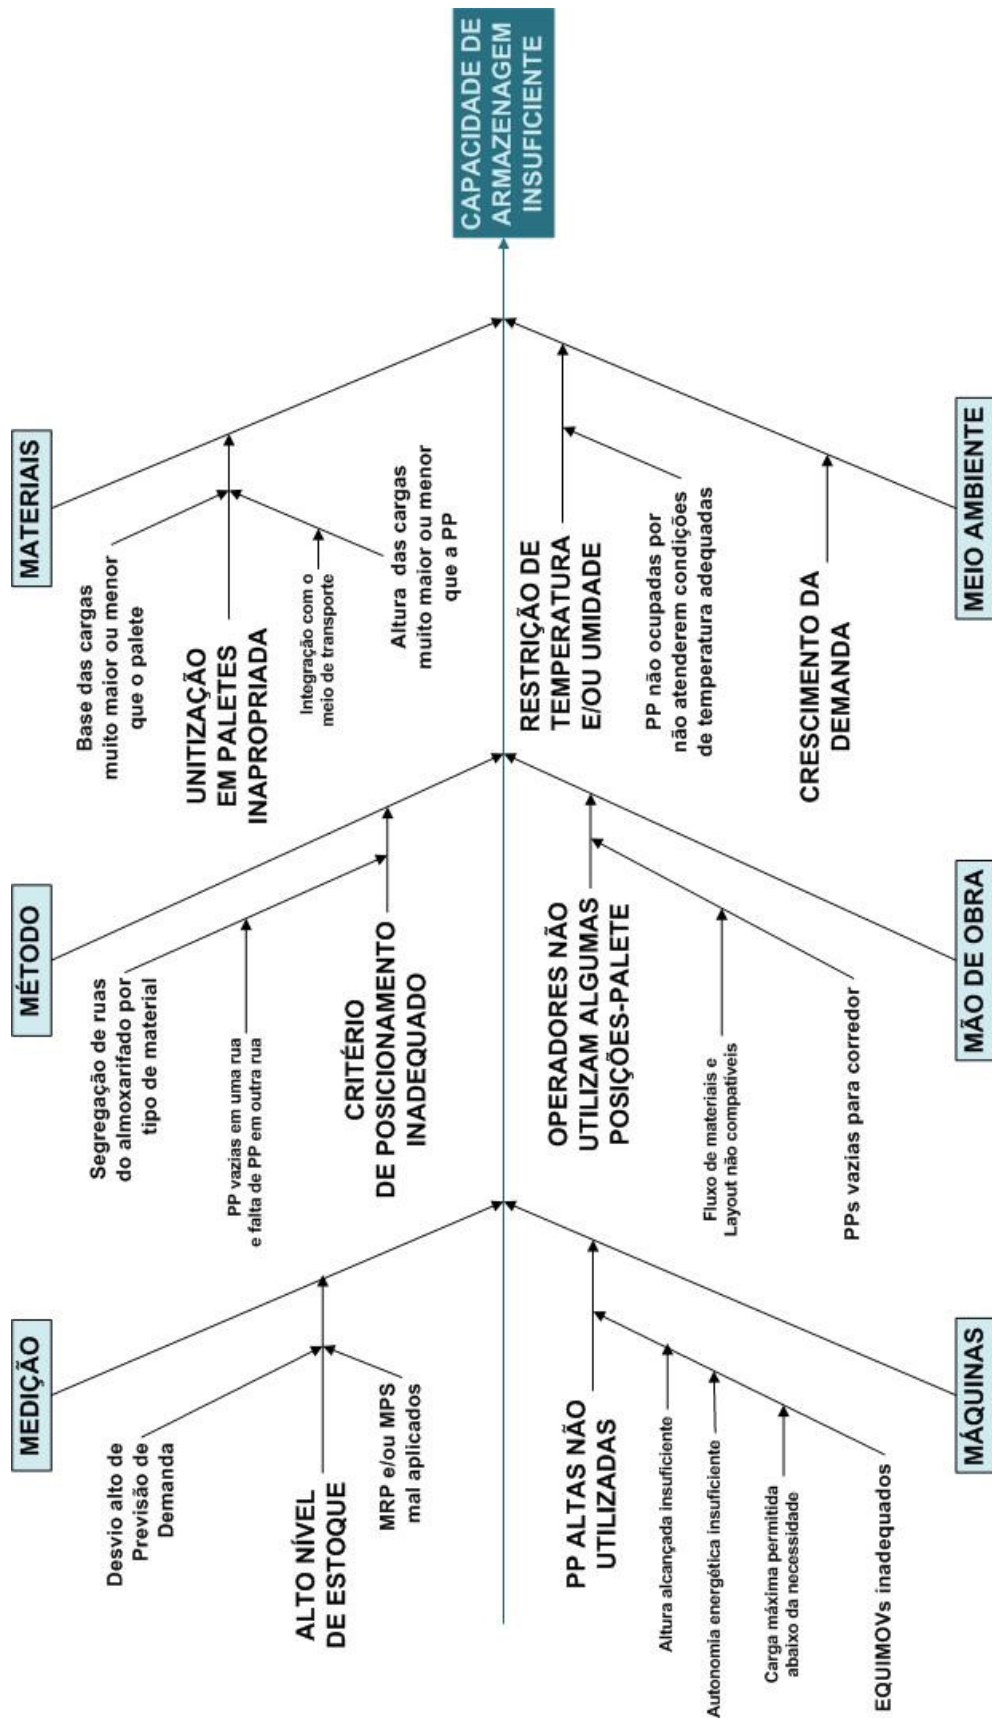 MEDIÇÃO
Desvio alto de
Previsão de
Demanda
ALTO NÍVEL
DE ESTOQUE
MRP e/ou MPS
mal aplicados
MÉTODO
Segregação de ruas
do almoxarifado por
tipo de material
PP vazias em uma rua
e falta de PP em outra rua
CRITÉRIO
DE POSICIONAMENTO
INADEQUADO
MATERIAIS
Base das cargas
muito maior ou menor
que o palete
UNITIZAÇÃO
EM PALETES
INAPROPRIADA
Integração com o
meio de transporte
Altura das cargas
muito maior ou menor
que a PP
CAPACIDADE DE
ARMAZENAGEM
INSUFICIENTE
PP ALTAS NÃO
UTILIZADAS
Altura alcançada insuficiente
Autonomia energética insuficiente
Carga máxima permitida
abaixo da necessidade
EQUIMOVs inadequados
MÁQUINAS
OPERADORES NÃO
UTILIZAM ALGUMAS
POSIÇÕES-PALETE
Fluxo de materiais e
Layout não compatíveis
PPs vazias para corredor
MÃO DE OBRA
RESTRIÇÃO DE
TEMPERATURA
E/OU UMIDADE
PP não ocupadas por
não atenderem condições
de temperatura adequadas
CRESCIMENTO DA
DEMANDA
MEIO AMBIENTE